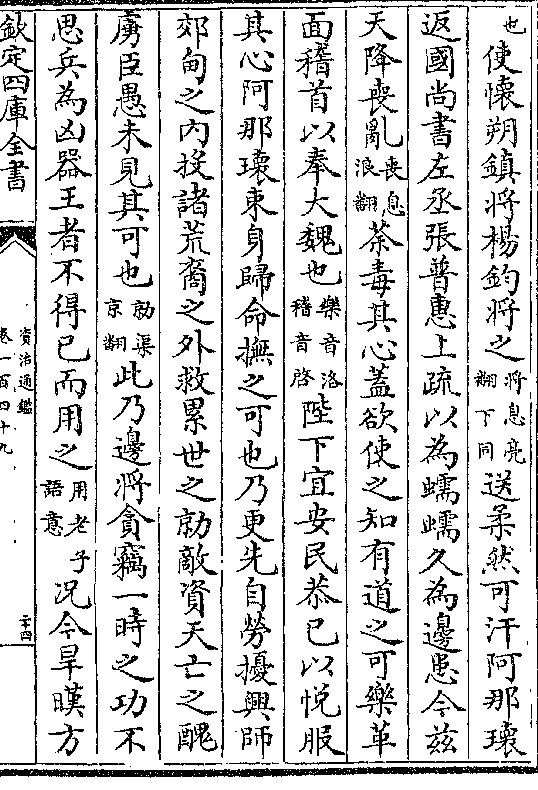 也使懷朔鎮將楊鈞將之將息亮翻下同送柔然可汗阿那瓌
返國尚書左丞張普惠上疏以為蠕蠕久為邊患今兹
天降喪亂喪息浪翻荼毒其心蓋欲使之知有道之可樂革
面稽首以奉大魏也樂音洛稽音啓陛下宜安民恭已以悅服
其心阿那瓌束身歸命撫之可也乃更先自勞擾興師
郊甸之内投諸荒裔之外救累世之勍敵資天亡之醜
虜臣愚未見其可也勍渠京翻此乃邊將貪竊一時之功不
思兵為凶器王者不得已而用之用老子語意况今旱暵方
欽定四庫全書
資治通鑑
卷一百四十九
二十四